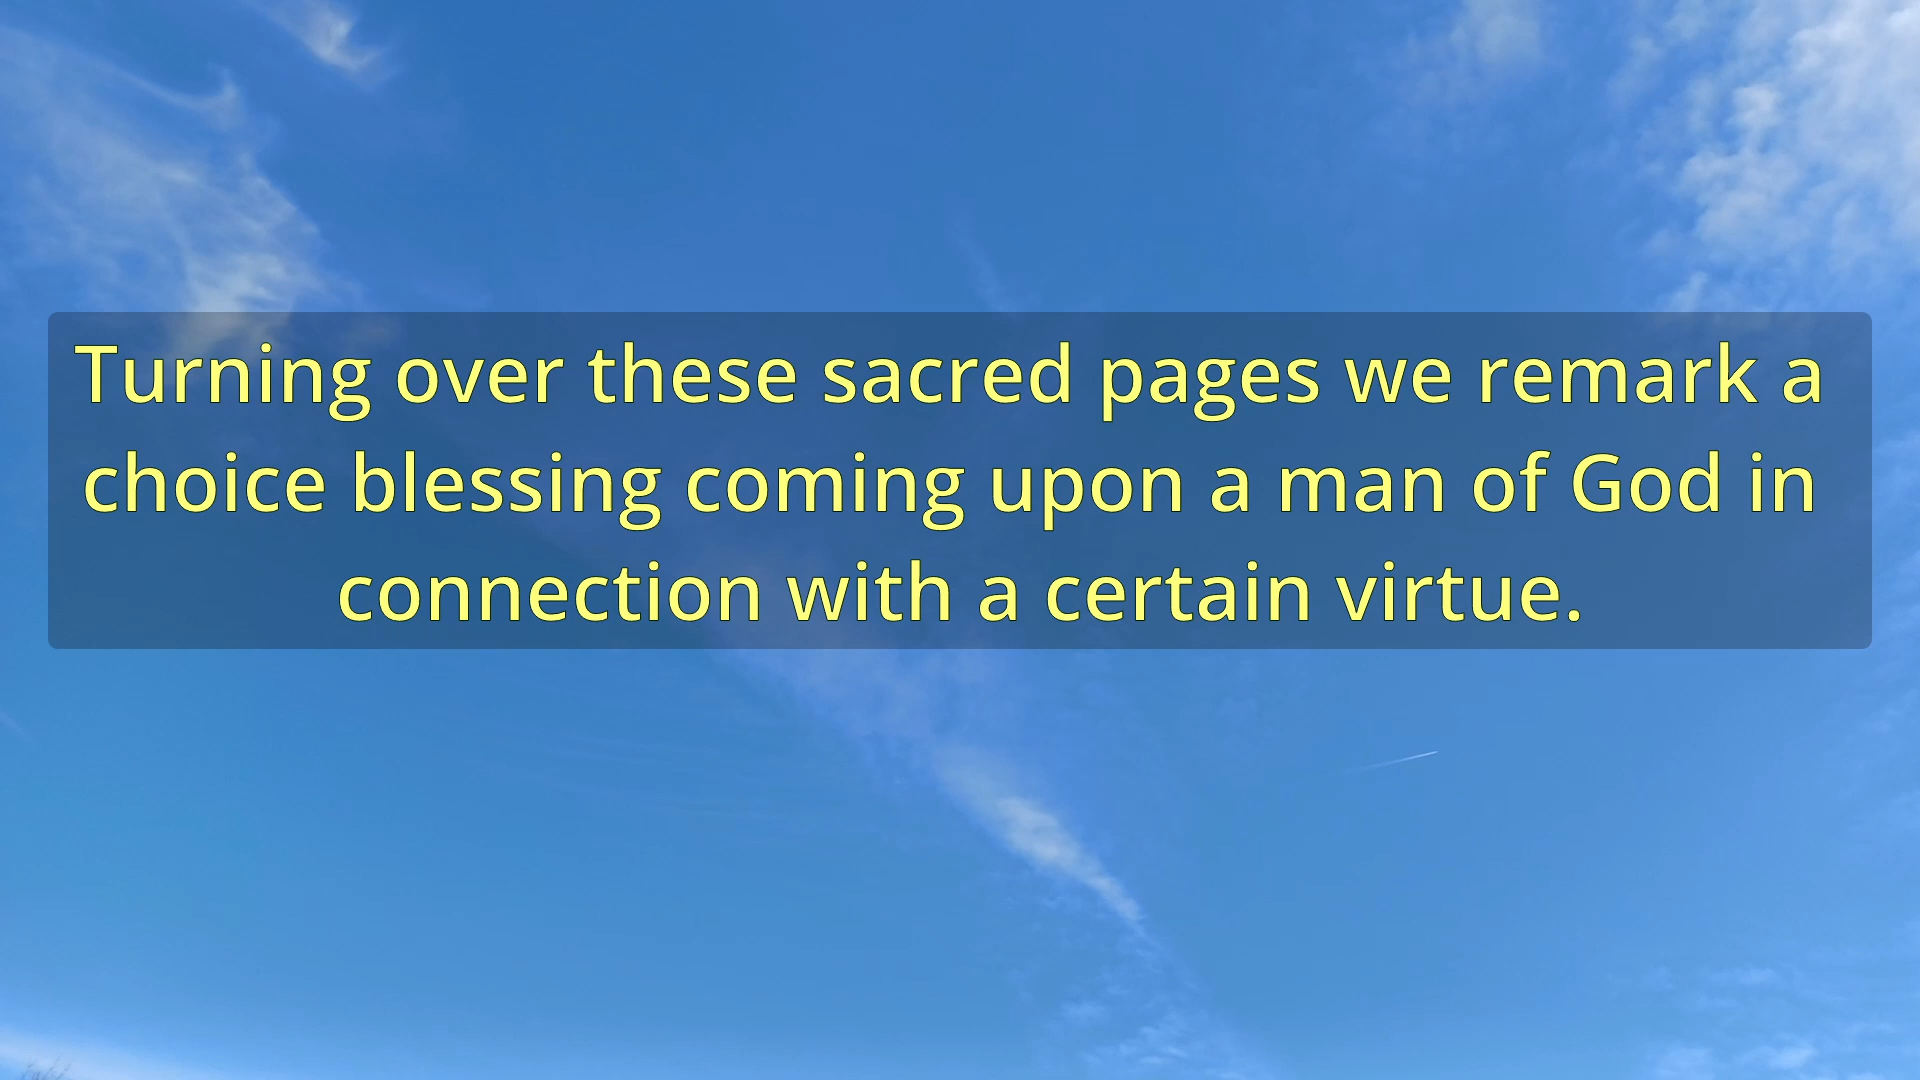 Turning over these sacred pages we remark a
choice blessing coming upon a man of God in
connection with a certain virtue.